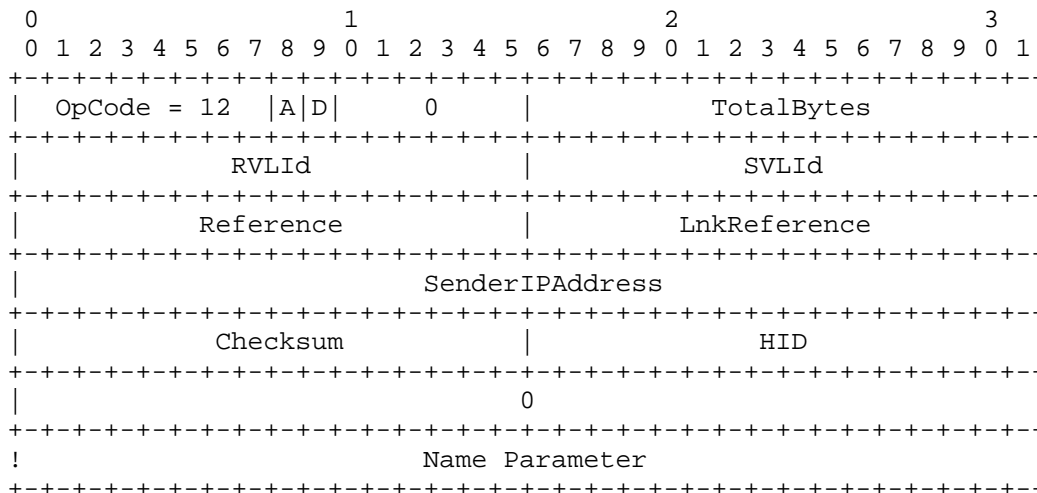 0                   1                   2                   3
 0 1 2 3 4 5 6 7 8 9 0 1 2 3 4 5 6 7 8 9 0 1 2 3 4 5 6 7 8 9 0 1
+-+-+-+-+-+-+-+-+-+-+-+-+-+-+-+-+-+-+-+-+-+-+-+-+-+-+-+-+-+-+-+--
|  OpCode = 12  |A|D|     0     |           TotalBytes
+-+-+-+-+-+-+-+-+-+-+-+-+-+-+-+-+-+-+-+-+-+-+-+-+-+-+-+-+-+-+-+--
|             RVLId             |             SVLId
+-+-+-+-+-+-+-+-+-+-+-+-+-+-+-+-+-+-+-+-+-+-+-+-+-+-+-+-+-+-+-+--
|           Reference           |         LnkReference
+-+-+-+-+-+-+-+-+-+-+-+-+-+-+-+-+-+-+-+-+-+-+-+-+-+-+-+-+-+-+-+--
|                         SenderIPAddress
+-+-+-+-+-+-+-+-+-+-+-+-+-+-+-+-+-+-+-+-+-+-+-+-+-+-+-+-+-+-+-+--
|            Checksum           |              HID
+-+-+-+-+-+-+-+-+-+-+-+-+-+-+-+-+-+-+-+-+-+-+-+-+-+-+-+-+-+-+-+--
|                               0
+-+-+-+-+-+-+-+-+-+-+-+-+-+-+-+-+-+-+-+-+-+-+-+-+-+-+-+-+-+-+-+--
!                         Name Parameter
+-+-+-+-+-+-+-+-+-+-+-+-+-+-+-+-+-+-+-+-+-+-+-+-+-+-+-+-+-+-+-+--